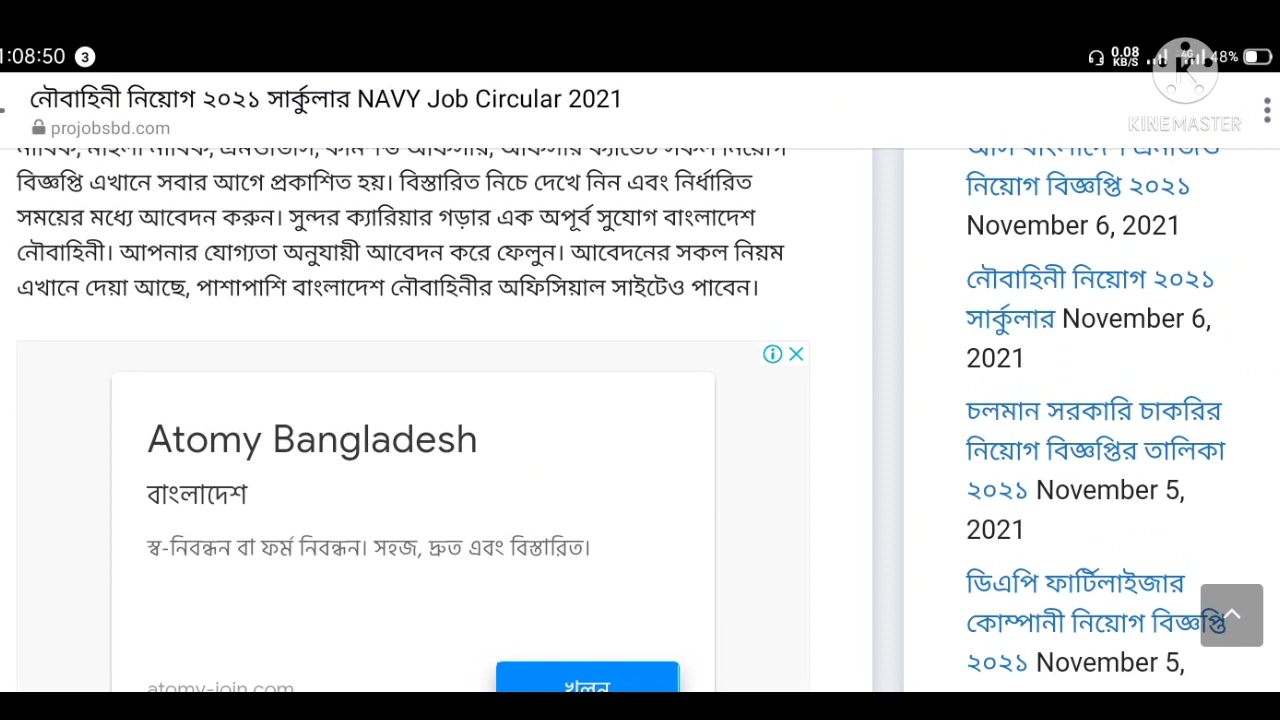 1:08:50 3
0.08 KB/S 4G 48%
নৌবাহিনী নিয়োগ ২০২১ সার্কুলার NAVY Job Circular 2021
projobsbd.com
KINEMASTER
বিজ্ঞপ্তি এখানে সবার আগে প্রকাশিত হয়। বিস্তারিত নিচে দেখে নিন এবং নির্ধারিত
সময়ের মধ্যে আবেদন করুন। সুন্দর ক্যারিয়ার গড়ার এক অপূর্ব সুযোগ বাংলাদেশ
নৌবাহিনী। আপনার যোগ্যতা অনুযায়ী আবেদন করে ফেলুন। আবেদনের সকল নিয়ম
এখানে দেয়া আছে, পাশাপাশি বাংলাদেশ নৌবাহিনীর অফিসিয়াল সাইটেও পাবেন।
Atomy Bangladesh
বাংলাদেশ
স্ব-নিবন্ধন বা ফর্ম নিবন্ধন। সহজ, দ্রুত এবং বিস্তারিত।
atomy-join.com
খুলুন
নিয়োগ বিজ্ঞপ্তি ২০২১
November 6, 2021
নৌবাহিনী নিয়োগ ২০২১
সার্কুলার November 6,
2021
চলমান সরকারি চাকরির
নিয়োগ বিজ্ঞপ্তির তালিকা
২০২১ November 5,
2021
ডিএপি ফার্টিলাইজার
কোম্পানী নিয়োগ বিজ্ঞপ্তি
২০২১ November 5,